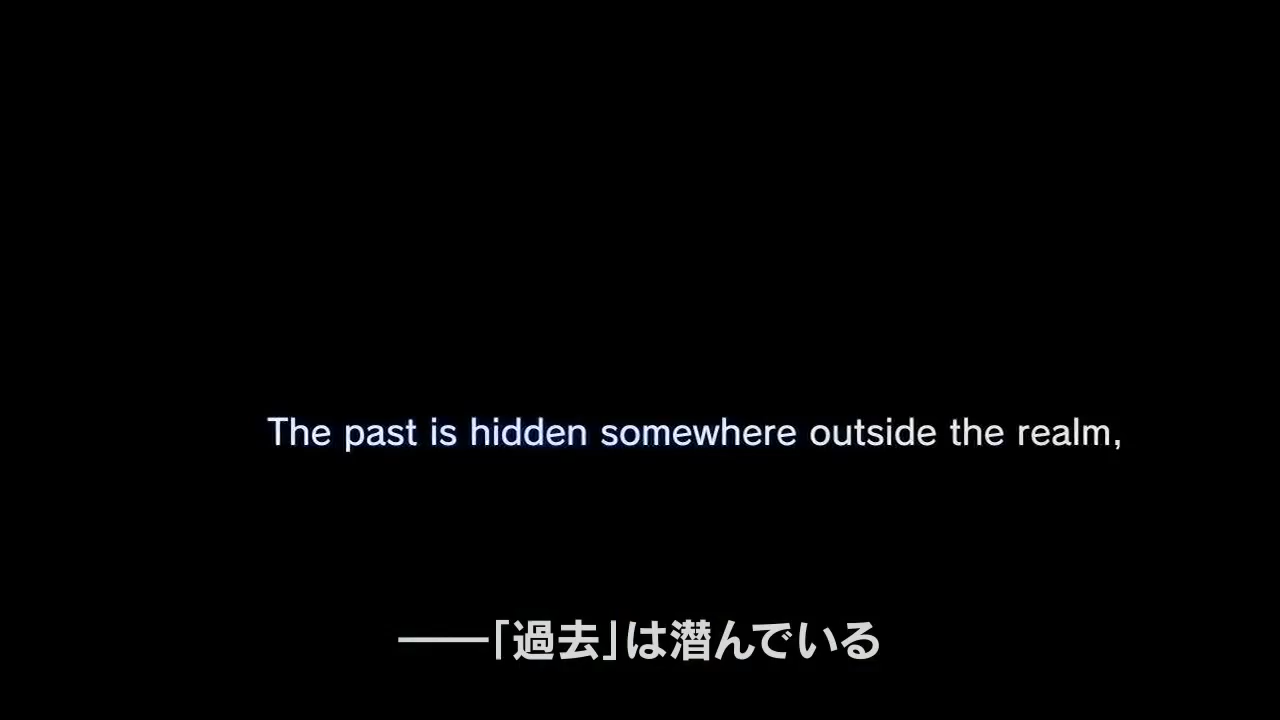 The past is hidden somewhere outside the realm,
――「過去」は潜んでいる